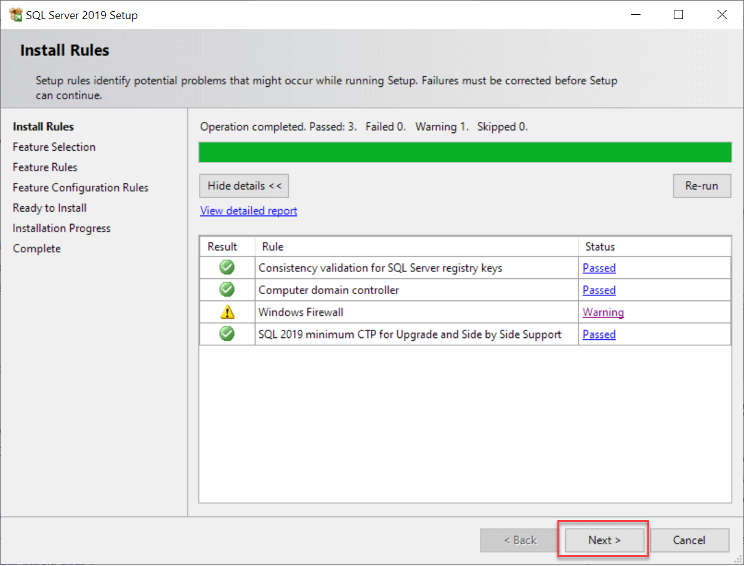 SQL Server 2019 Setup
Install Rules
Setup rules identify potential problems that might occur while running Setup. Failures must be corrected before Setup
can continue.
Install Rules
Feature Selection
Feature Rules
Feature Configuration Rules
Ready to Install
Installation Progress
Complete
Operation completed. Passed: 3.   Failed 0.   Warning 1.   Skipped 0.
Hide details <<
Re-run
View detailed report
Result Rule Status
Consistency validation for SQL Server registry keys Passed
Computer domain controller Passed
Windows Firewall Warning
SQL 2019 minimum CTP for Upgrade and Side by Side Support Passed
< Back Next > Cancel